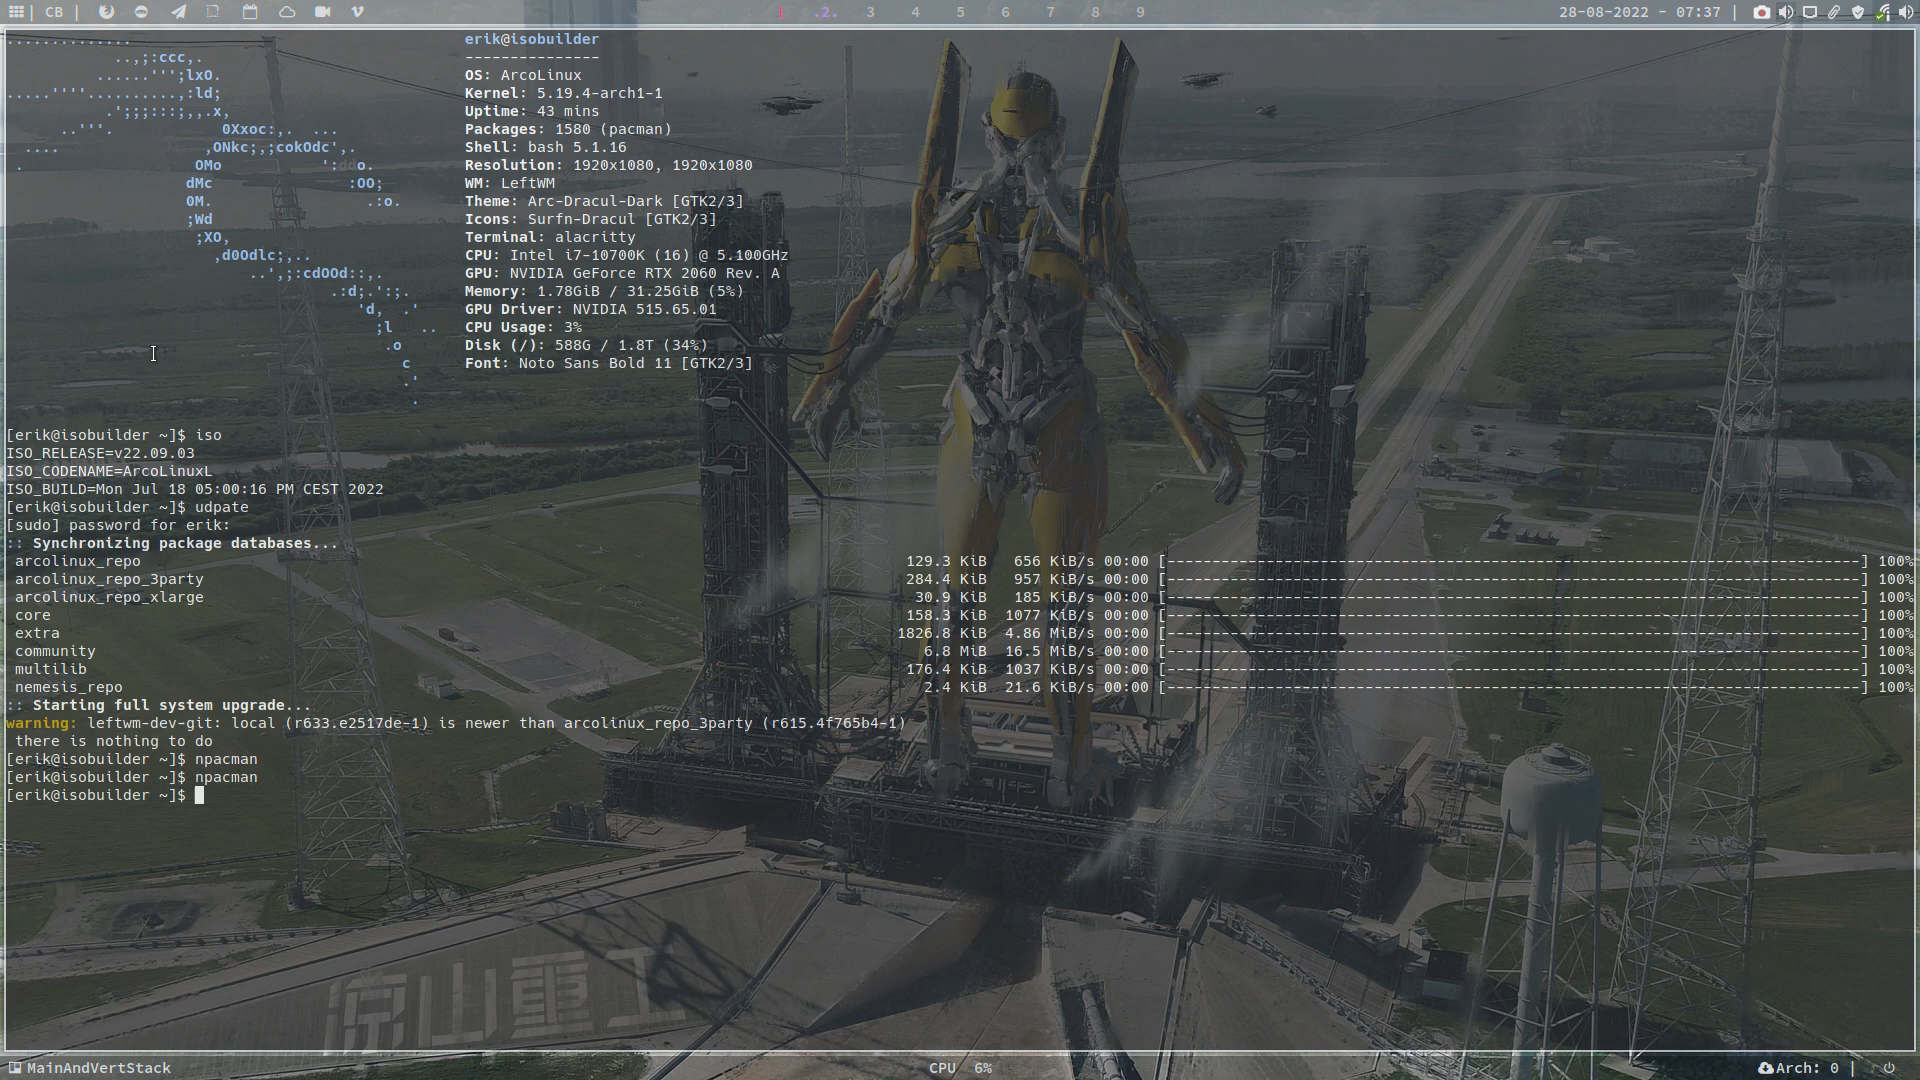 CB
1 .2. 3 4 5 6 7 8 9
28-08-2022 - 07:37
erik@isobuilder
---------------
OS: ArcoLinux
Kernel: 5.19.4-arch1-1
Uptime: 43 mins
Packages: 1580 (pacman)
Shell: bash 5.1.16
Resolution: 1920x1080, 1920x1080
WM: LeftWM
Theme: Arc-Dracul-Dark [GTK2/3]
Icons: Surfn-Dracul [GTK2/3]
Terminal: alacritty
CPU: Intel i7-10700K (16) @ 5.100GHz
GPU: NVIDIA GeForce RTX 2060 Rev. A
Memory: 1.78GiB / 31.25GiB (5%)
GPU Driver: NVIDIA 515.65.01
CPU Usage: 3%
Disk (/): 588G / 1.8T (34%)
Font: Noto Sans Bold 11 [GTK2/3]
[erik@isobuilder ~]$ iso
ISO_RELEASE=v22.09.03
ISO_CODENAME=ArcoLinuxL
ISO_BUILD=Mon Jul 18 05:00:16 PM CEST 2022
[erik@isobuilder ~]$ udpate
[sudo] password for erik:
:: Synchronizing package databases...
arcolinux_repo 129.3 KiB 656 KiB/s 00:00 [------------------------------] 100%
arcolinux_repo_3party 284.4 KiB 957 KiB/s 00:00 [------------------------------] 100%
arcolinux_repo_xlarge 30.9 KiB 185 KiB/s 00:00 [------------------------------] 100%
core 158.3 KiB 1077 KiB/s 00:00 [------------------------------] 100%
extra 1826.8 KiB 4.86 MiB/s 00:00 [------------------------------] 100%
community 6.8 MiB 16.5 MiB/s 00:00 [------------------------------] 100%
multilib 176.4 KiB 1037 KiB/s 00:00 [------------------------------] 100%
nemesis_repo 2.4 KiB 21.6 KiB/s 00:00 [------------------------------] 100%
:: Starting full system upgrade...
warning: leftwm-dev-git: local (r633.e2517de-1) is newer than arcolinux_repo_3party (r615.4f765b4-1)
there is nothing to do
[erik@isobuilder ~]$ npacman
[erik@isobuilder ~]$ npacman
[erik@isobuilder ~]$
山重工
MainAndVertStack
CPU 6%
Arch: 0